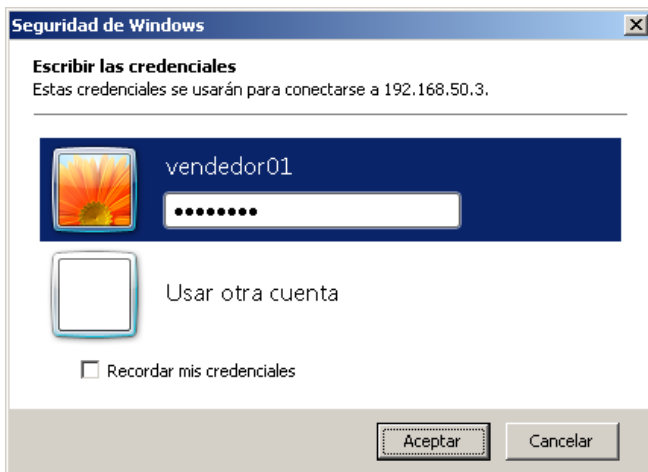 Seguridad de Windows
Escribir las credenciales
Estas credenciales se usarán para conectarse a 192.168.50.3.
vendedor01
••••••••
Usar otra cuenta
Recordar mis credenciales
Aceptar
Cancelar